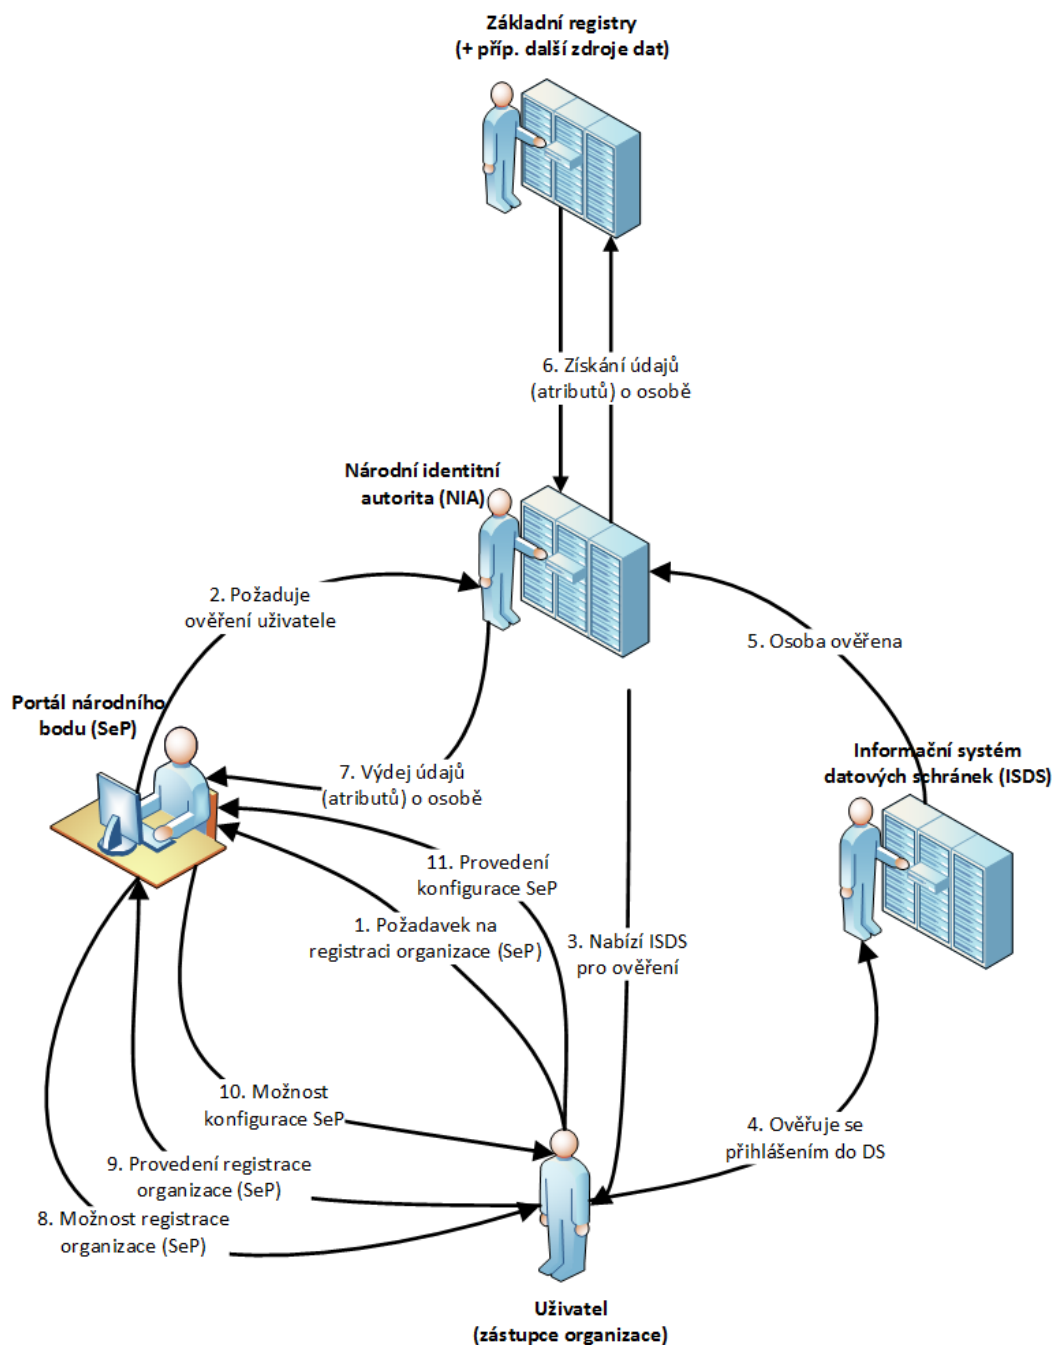 Základní registry
(+ příp. další zdroje dat)
6. Získání údajů
(atributů) o osobě
Národní identitní
autorita (NIA)
2. Požaduje
ověření uživatele
5. Osoba ověřena
Portál národního
bodu (SeP)
Informační systém
datových schránek (ISDS)
7. Výdej údajů
(atributů) o osobě
11. Provedení
konfigurace SeP
1. Požadavek na
registraci organizace (SeP)
3. Nabízí ISDS
pro ověření
10. Možnost
konfigurace SeP
4. Ověřuje se
přihlášením do DS
9. Provedení registrace
organizace (SeP)
8. Možnost registrace
organizace (SeP)
Uživatel
(zástupce organizace)